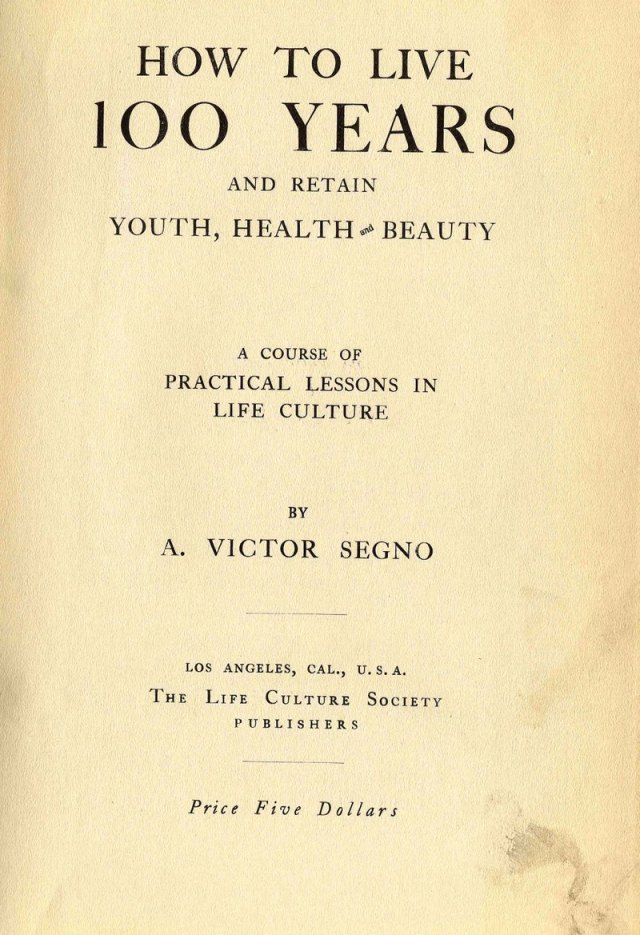 HOW TO LIVE
100 YEARS
AND RETAIN
YOUTH, HEALTH and BEAUTY
A COURSE OF
PRACTICAL LESSONS IN
LIFE CULTURE
BY
A. VICTOR SEGNO
LOS ANGELES, CAL., U. S. A.
THE LIFE CULTURE SOCIETY
PUBLISHERS
Price Five Dollars